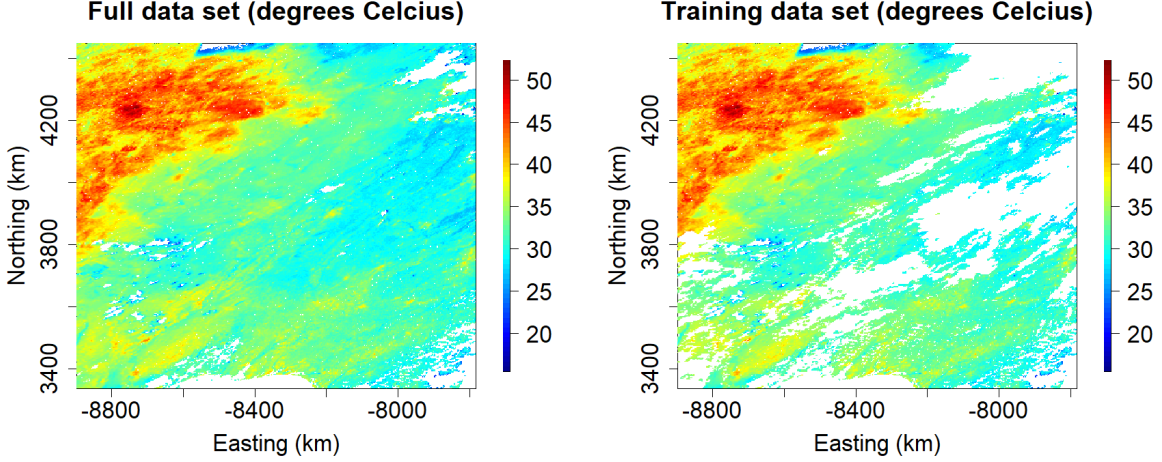 Full data set (degrees Celcius)
Northing (km)
3400 3800 4200
-8800 -8400 -8000
Easting (km)
50
45
40
35
30
25
20
Training data set (degrees Celcius)
Northing (km)
3400 3800 4200
-8800 -8400 -8000
Easting (km)
50
45
40
35
30
25
20